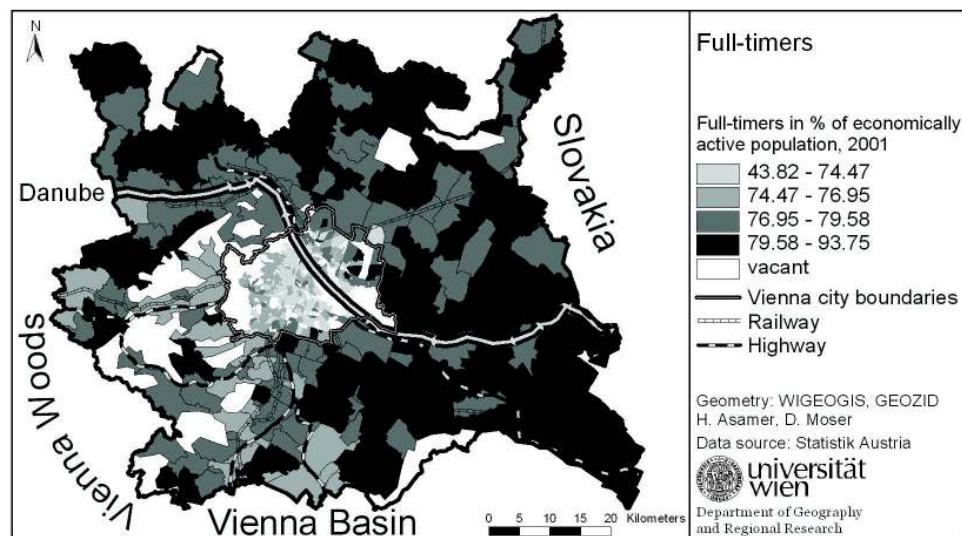 N
Danube
Slovakia
Vienna Woods
Vienna Basin
0 5 10 15 20 Kilometers
Full-timers
Full-timers in % of economically
active population, 2001
43.82 - 74.47
74.47 - 76.95
76.95 - 79.58
79.58 - 93.75
vacant
Vienna city boundaries
Railway
Highway
Geometry: WIGEOGIS, GEOZID
H. Asamer, D. Moser
Data source: Statistik Austria
universität
wien
Department of Geography
and Regional Research